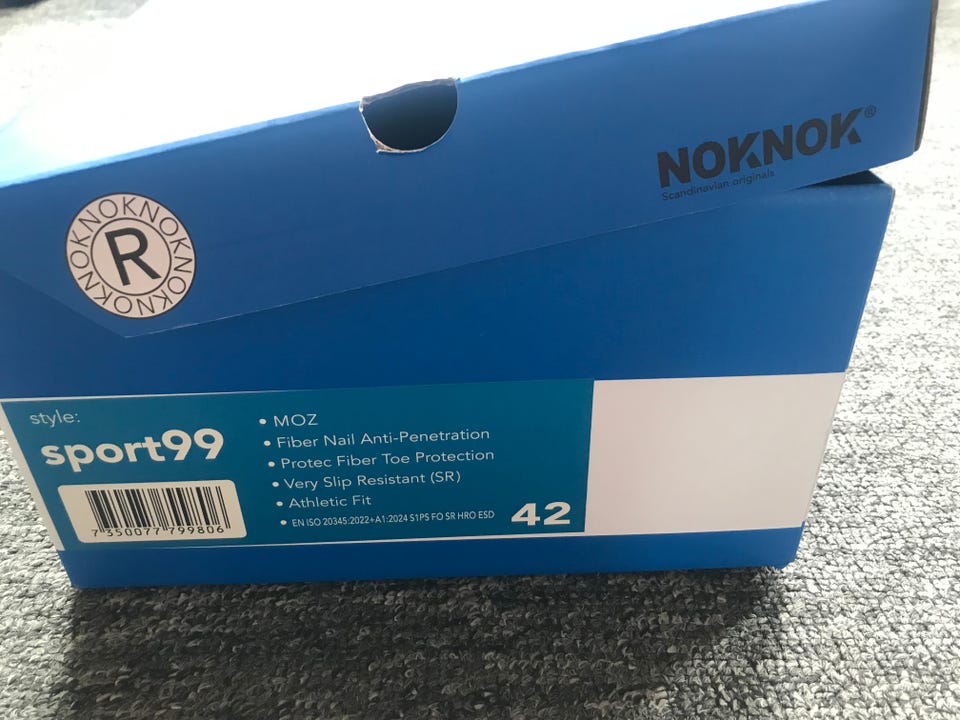 NOKNOK®
Scandinavian originals
NOKNOKNOKNOKNOKNOK
R
style:
sport99
7350077799806
• MOZ
• Fiber Nail Anti-Penetration
• Protec Fiber Toe Protection
• Very Slip Resistant (SR)
• Athletic Fit
• EN ISO 20345:2022+A1:2024 S1PS FO SR HRO ESD
42